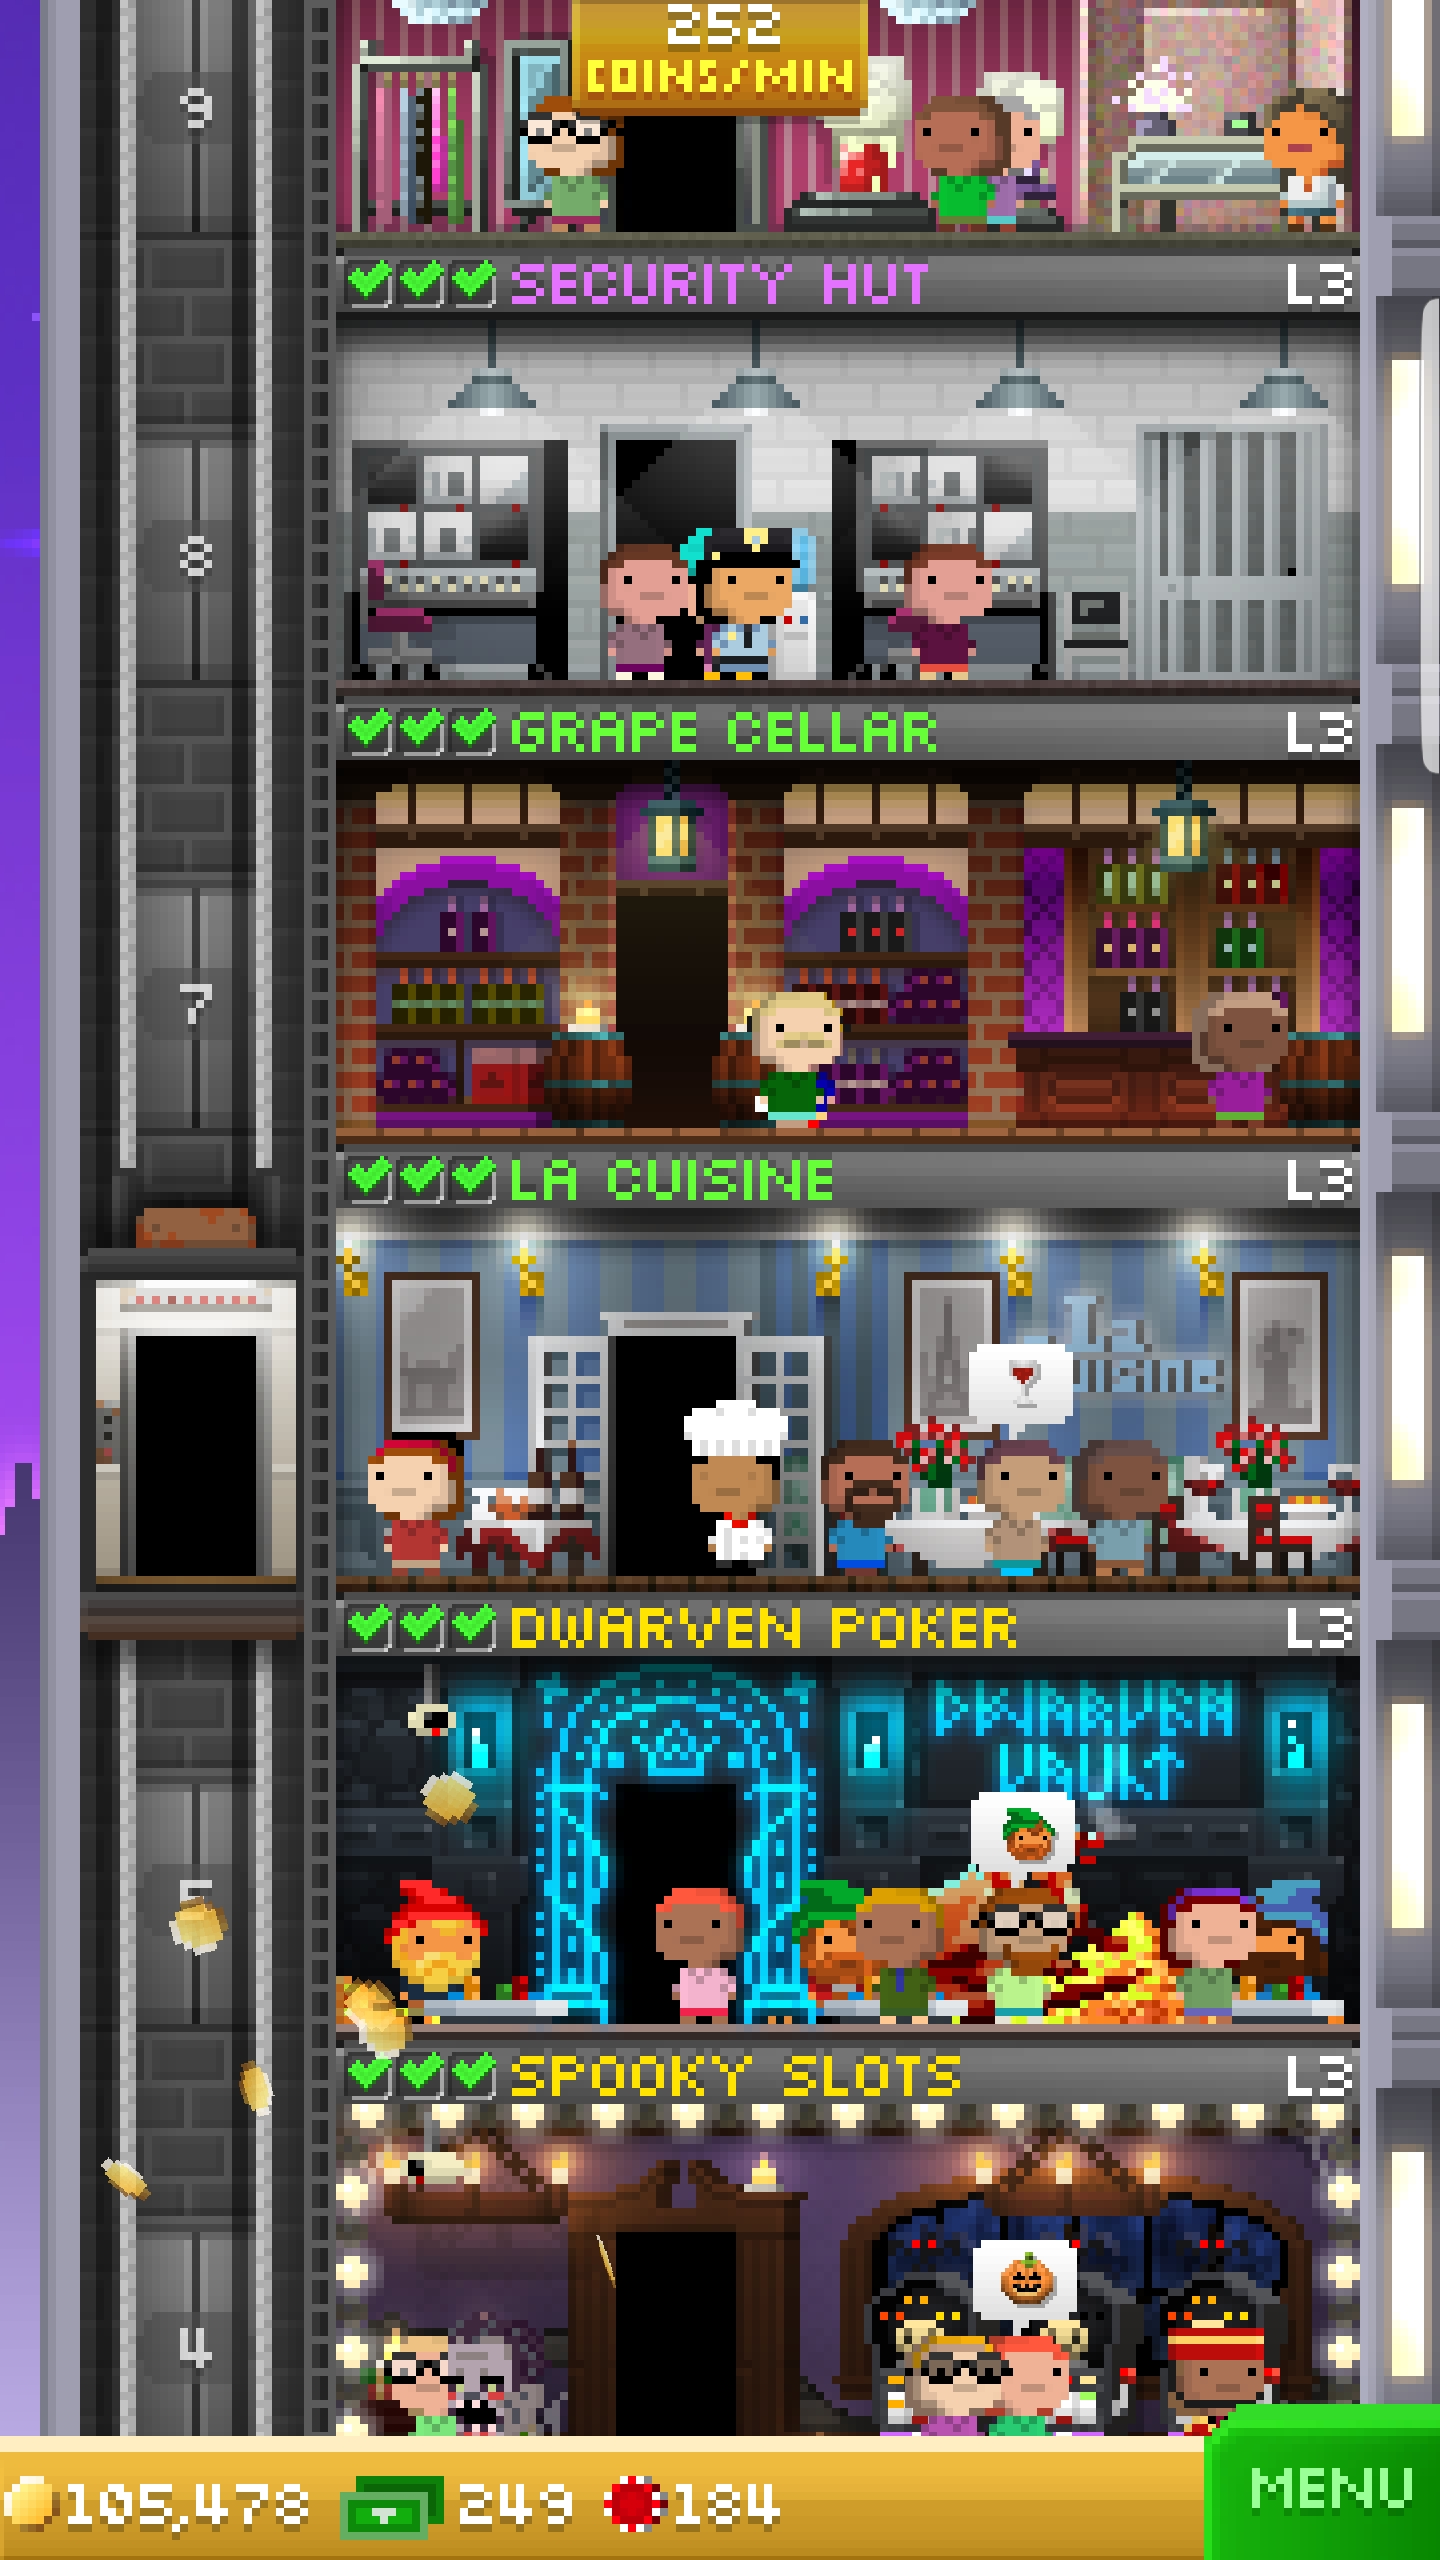 252
COINS/MIN
9
SECURITY HUT L3
8
GRAPE CELLAR L3
7
LA CUISINE L3
La
Cuisine
DWARVEN POKER L3
DWARVEN
VAULT
5
SPOOKY SLOTS L3
4
105,478 249 184
MENU